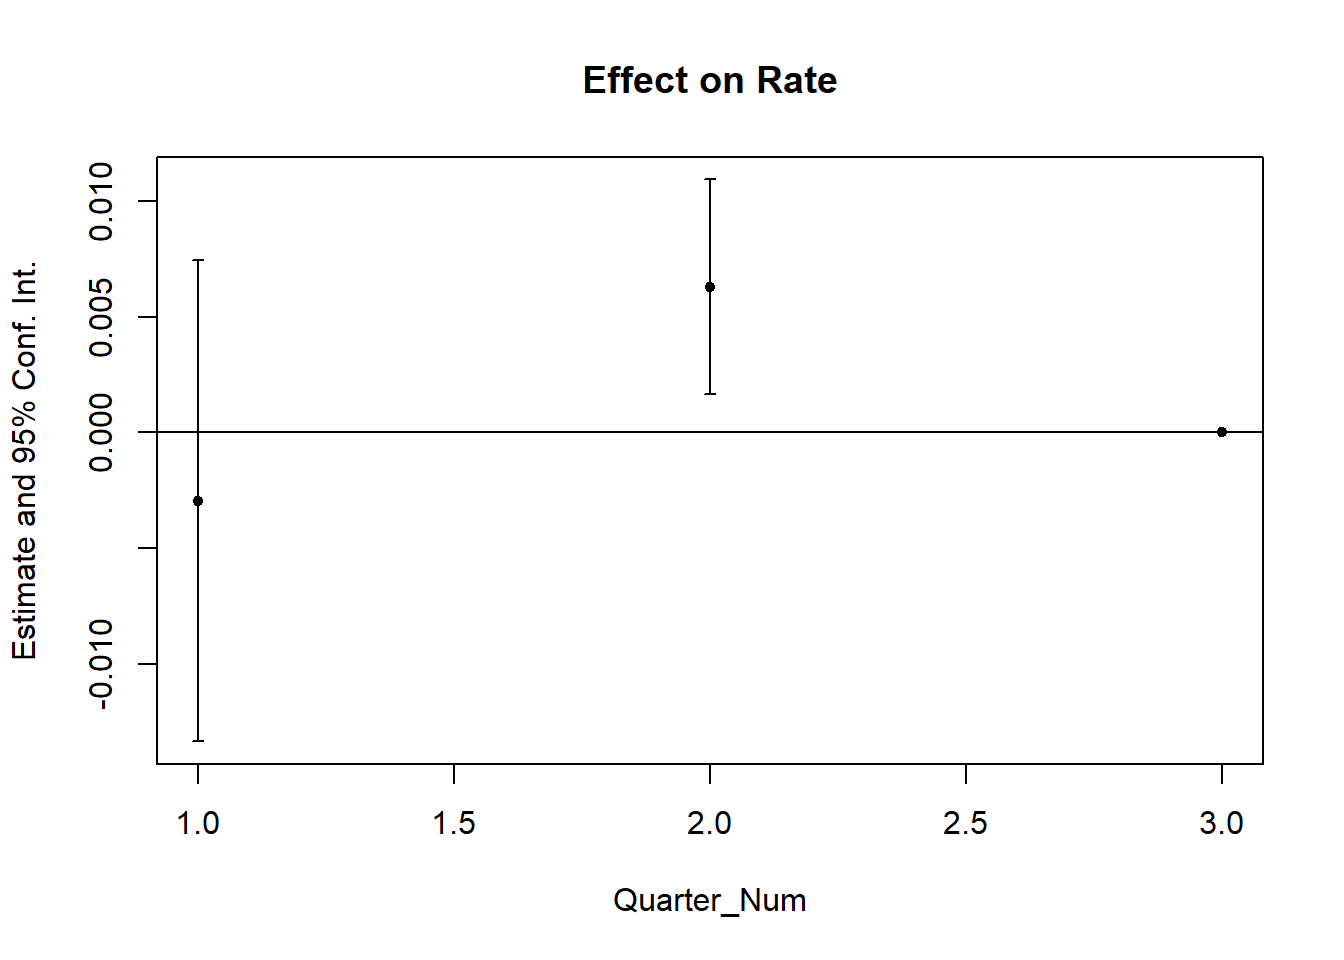 Effect on Rate
Estimate and 95% Conf. Int.
0.010
0.005
0.000
-0.010
1.0 1.5 2.0 2.5 3.0
Quarter_Num